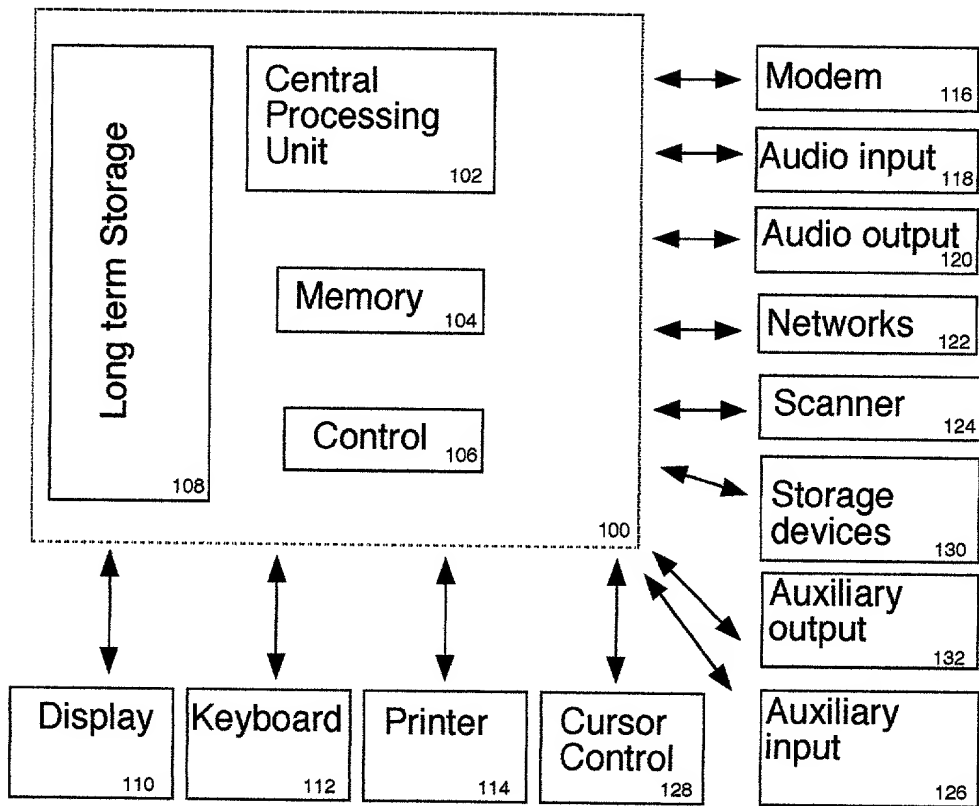 Long term Storage
108
Central
Processing
Unit
102
Memory
104
Control
106
100
Modem
116
Audio input
118
Audio output
120
Networks
122
Scanner
124
Storage
devices
130
Auxiliary
output
132
Auxiliary
input
126
Display
110
Keyboard
112
Printer
114
Cursor
Control
128